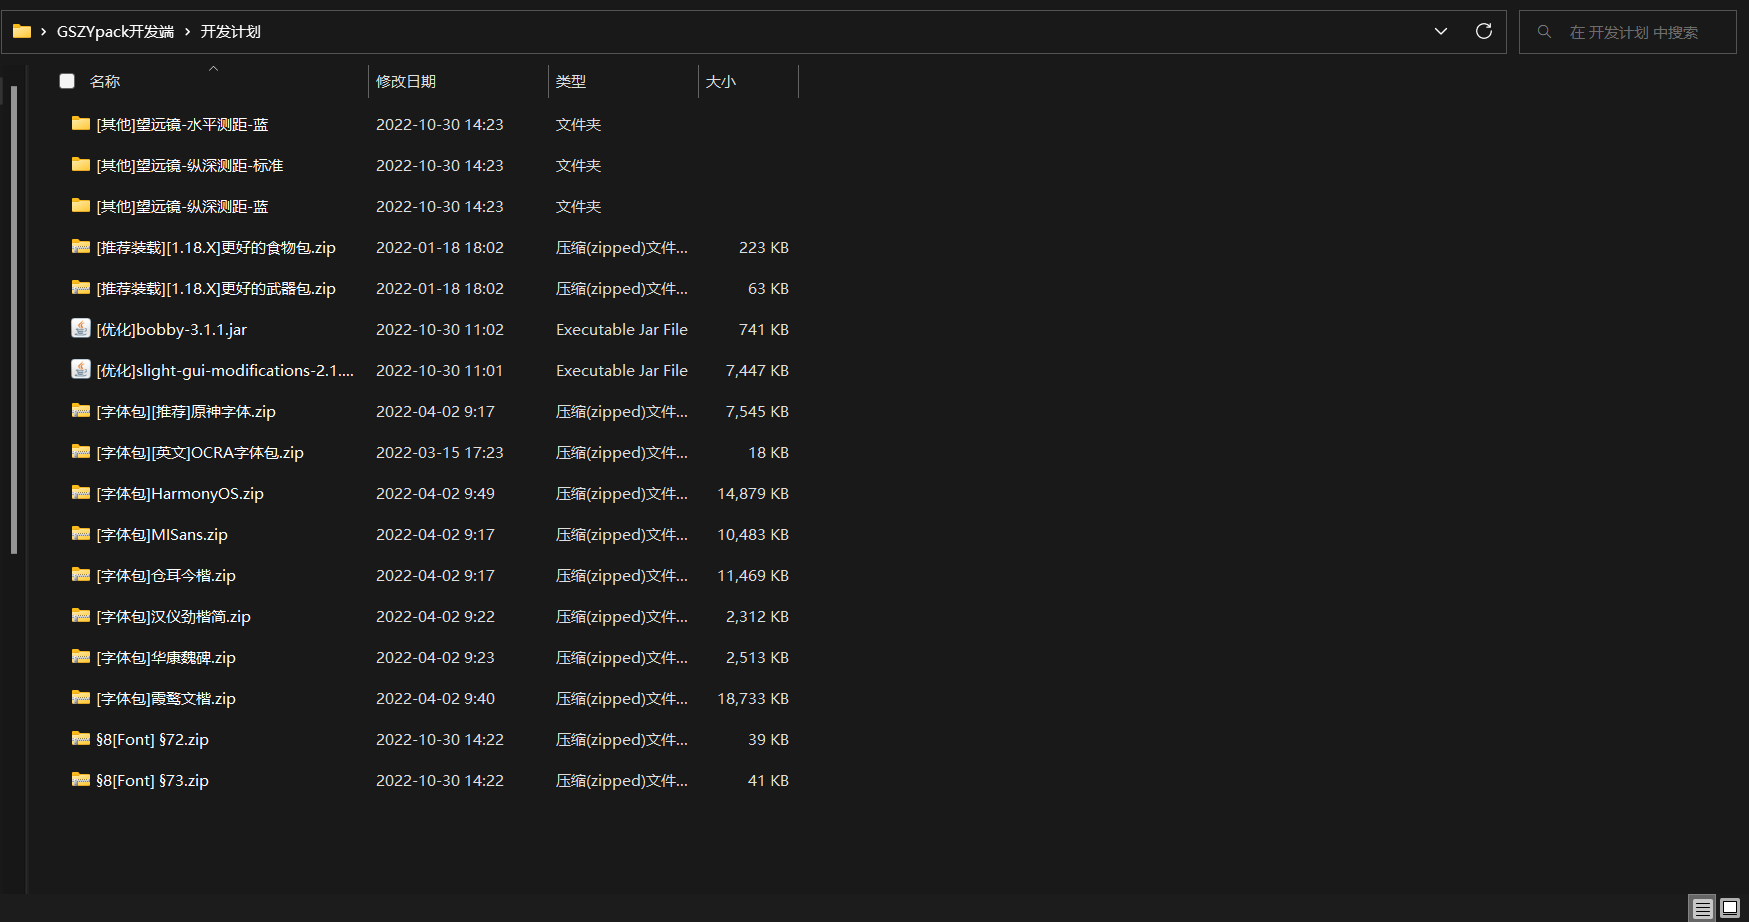 GSZYpack开发端 › 开发计划
在 开发计划 中搜索
名称 修改日期 类型 大小
[其他]望远镜-水平测距-蓝 2022-10-30 14:23 文件夹
[其他]望远镜-纵深测距-标准 2022-10-30 14:23 文件夹
[其他]望远镜-纵深测距-蓝 2022-10-30 14:23 文件夹
[推荐装载][1.18.X]更好的食物包.zip 2022-01-18 18:02 压缩(zipped)文件... 223 KB
[推荐装载][1.18.X]更好的武器包.zip 2022-01-18 18:02 压缩(zipped)文件... 63 KB
[优化]bobby-3.1.1.jar 2022-10-30 11:02 Executable Jar File 741 KB
[优化]slight-gui-modifications-2.1.... 2022-10-30 11:01 Executable Jar File 7,447 KB
[字体包][推荐]原神字体.zip 2022-04-02 9:17 压缩(zipped)文件... 7,545 KB
[字体包][英文]OCRA字体包.zip 2022-03-15 17:23 压缩(zipped)文件... 18 KB
[字体包]HarmonyOS.zip 2022-04-02 9:49 压缩(zipped)文件... 14,879 KB
[字体包]MISans.zip 2022-04-02 9:17 压缩(zipped)文件... 10,483 KB
[字体包]仓耳今楷.zip 2022-04-02 9:17 压缩(zipped)文件... 11,469 KB
[字体包]汉仪劲楷简.zip 2022-04-02 9:22 压缩(zipped)文件... 2,312 KB
[字体包]华康魏碑.zip 2022-04-02 9:23 压缩(zipped)文件... 2,513 KB
[字体包]霞鹜文楷.zip 2022-04-02 9:40 压缩(zipped)文件... 18,733 KB
§8[Font] §72.zip 2022-10-30 14:22 压缩(zipped)文件... 39 KB
§8[Font] §73.zip 2022-10-30 14:22 压缩(zipped)文件... 41 KB